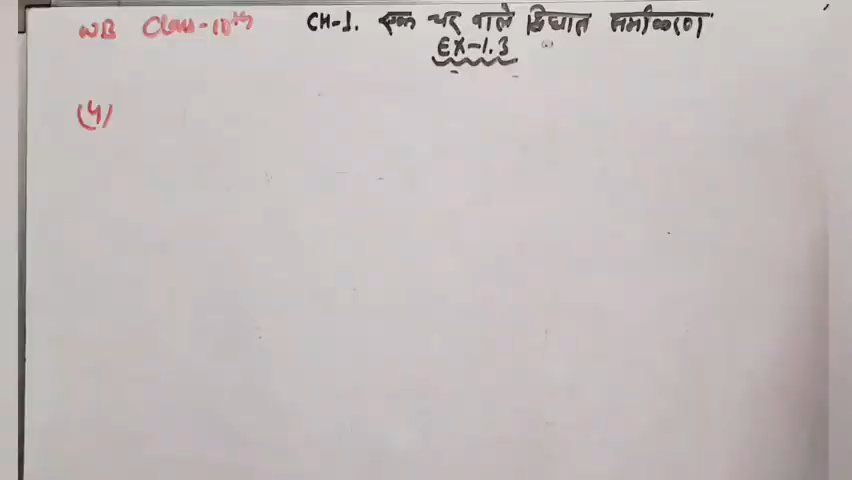 WB Class-10th CH-1. एक चर वाले द्विघात समीकरण
EX-1.3
(4)